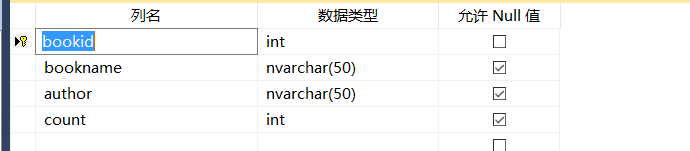 列名 数据类型 允许 Null 值
bookid int
bookname nvarchar(50)
author nvarchar(50)
count int